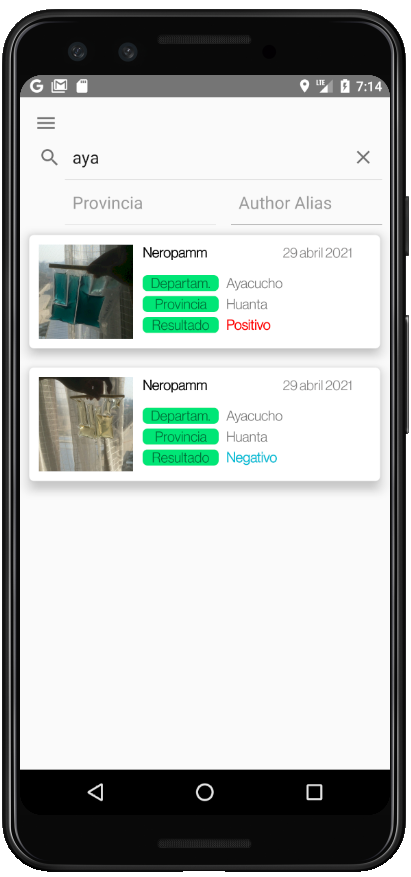 G LTE 7:14
aya
Provincia Author Alias
Neropamm 29 abril 2021
Departam. Ayacucho
Provincia Huanta
Resultado Positivo
Neropamm 29 abril 2021
Departam. Ayacucho
Provincia Huanta
Resultado Negativo